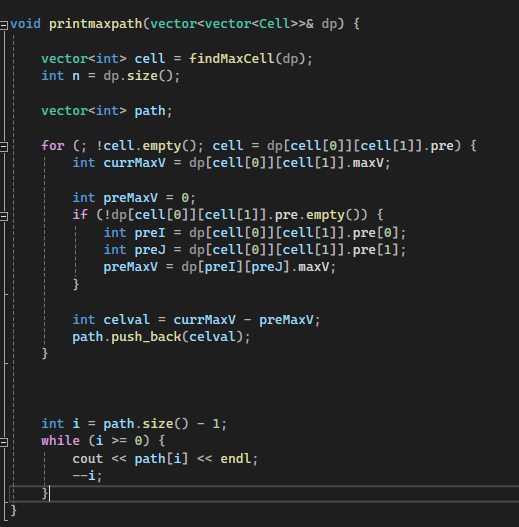 void printmaxpath(vector<vector<Cell>>& dp) {
vector<int> cell = findMaxCell(dp);
int n = dp.size();
vector<int> path;
for (; !cell.empty(); cell = dp[cell[0]][cell[1]].pre) {
int currMaxV = dp[cell[0]][cell[1]].maxV;
int preMaxV = 0;
if (!dp[cell[0]][cell[1]].pre.empty()) {
int preI = dp[cell[0]][cell[1]].pre[0];
int preJ = dp[cell[0]][cell[1]].pre[1];
preMaxV = dp[preI][preJ].maxV;
}
int celval = currMaxV - preMaxV;
path.push_back(celval);
}
int i = path.size() - 1;
while (i >= 0) {
cout << path[i] << endl;
--i;
}
}